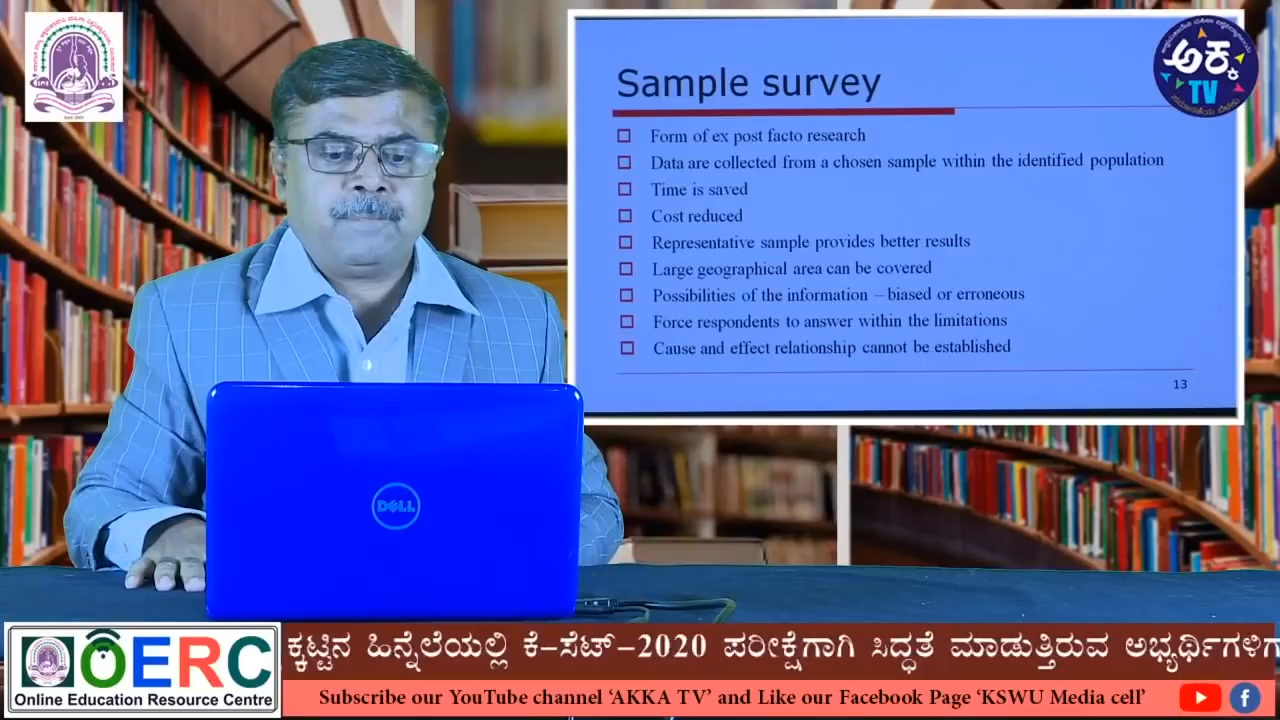 Sample survey
Form of ex post facto research
Data are collected from a chosen sample within the identified population
Time is saved
Cost reduced
Representative sample provides better results
Large geographical area can be covered
Possibilities of the information – biased or erroneous
Force respondents to answer within the limitations
Cause and effect relationship cannot be established
13
ಅಕ್ಕ
TV
DELL
OERC
Online Education Resource Centre
ಕ್ಕಟ್ಟಿನ ಹಿನ್ನೆಲೆಯಲ್ಲಿ ಕೆ-ಸೆಟ್-2020 ಪರೀಕ್ಷೆಗಾಗಿ ಸಿದ್ಧತೆ ಮಾಡುತ್ತಿರುವ ಅಭ್ಯರ್ಥಿಗಳಿಗ
Subscribe our YouTube channel ‘AKKA TV’ and Like our Facebook Page ‘KSWU Media cell’